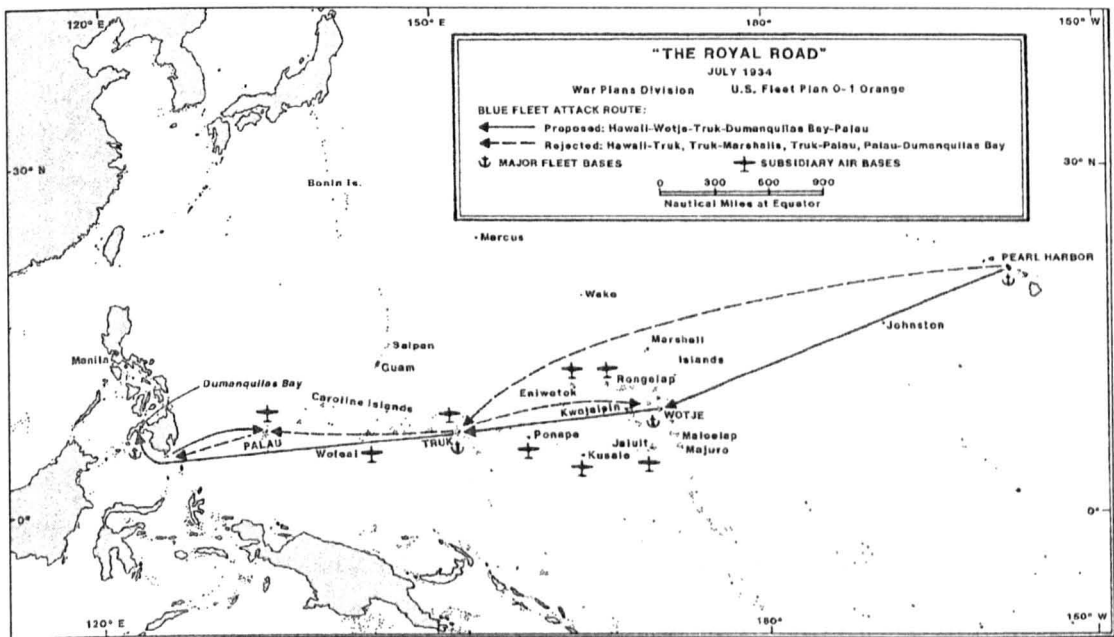 120° E
150° E
180°
150° W
"THE ROYAL ROAD"
JULY 1934
War Plans Division U.S. Fleet Plan O-1 Orange
BLUE FLEET ATTACK ROUTE:
Proposed: Hawaii-Wotje-Truk-Dumanquilas Bay-Palau
Rejected: Hawaii-Truk, Truk-Marshalls, Truk-Palau, Palau-Dumanquilas Bay
MAJOR FLEET BASES SUBSIDIARY AIR BASES
0 300 600 900
Nautical Miles at Equator
30° N
30° N
Bonin Is.
Marcus
PEARL HARBOR
Wake
Johnston
Saipan
Marshall
Islands
Manila
Guam
Dumanquilas Bay
Rongelap
Eniwetok
Caroline Islands
Kwajalein
WOTJE
PALAU
TRUK
Ponape
Maloelap
Woleai
Jaluit
Majuro
Kusaie
0°
0°
120° E
180°
150° W